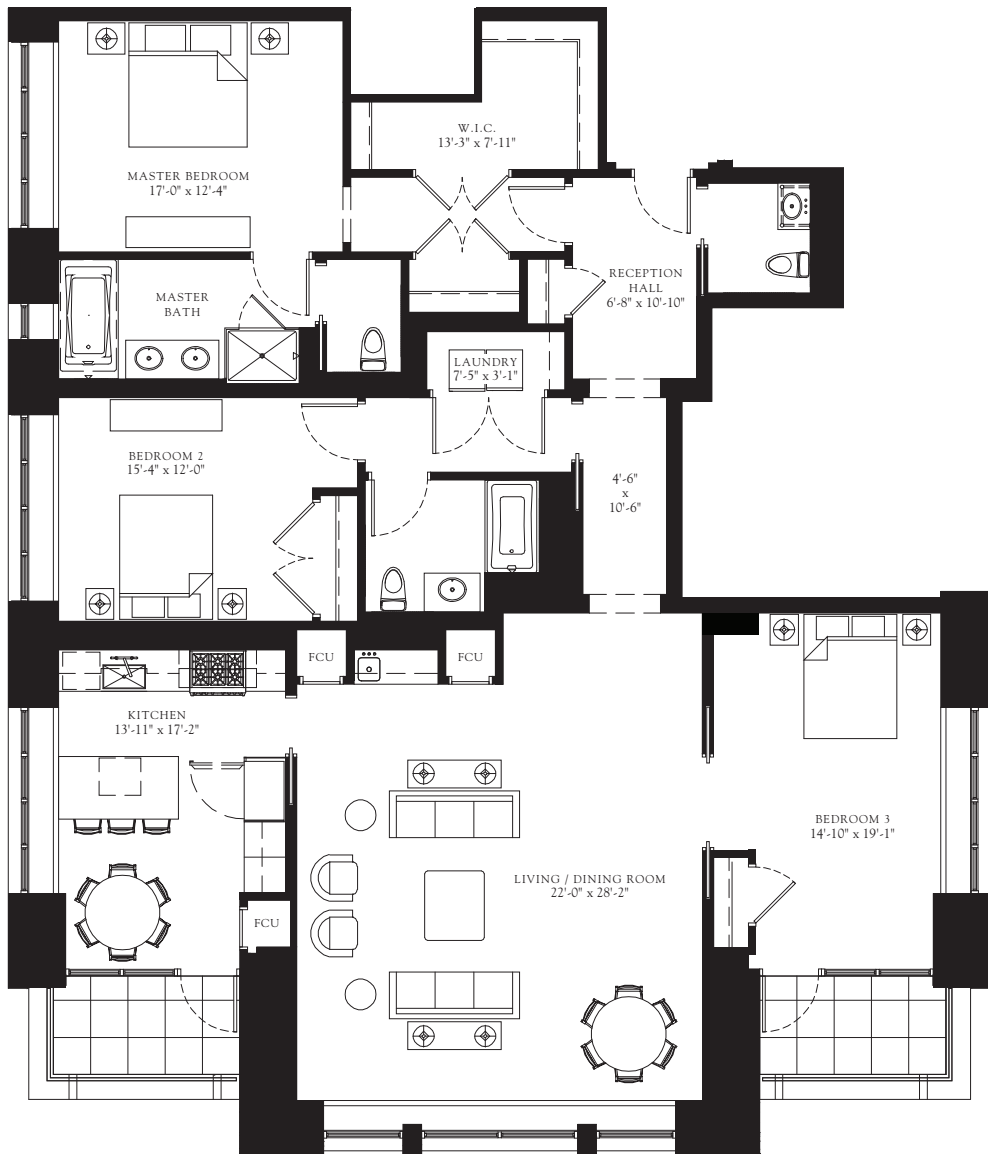 W.I.C.
13'-3" x 7'-11"
MASTER BEDROOM
17'-0" x 12'-4"
RECEPTION
HALL
6'-8" x 10'-10"
MASTER
BATH
LAUNDRY
7'-5" x 3'-1"
BEDROOM 2
15'-4" x 12'-0"
4'-6"
x
10'-6"
FCU
FCU
KITCHEN
13'-11" x 17'-2"
BEDROOM 3
14'-10" x 19'-1"
LIVING / DINING ROOM
22'-0" x 28'-2"
FCU